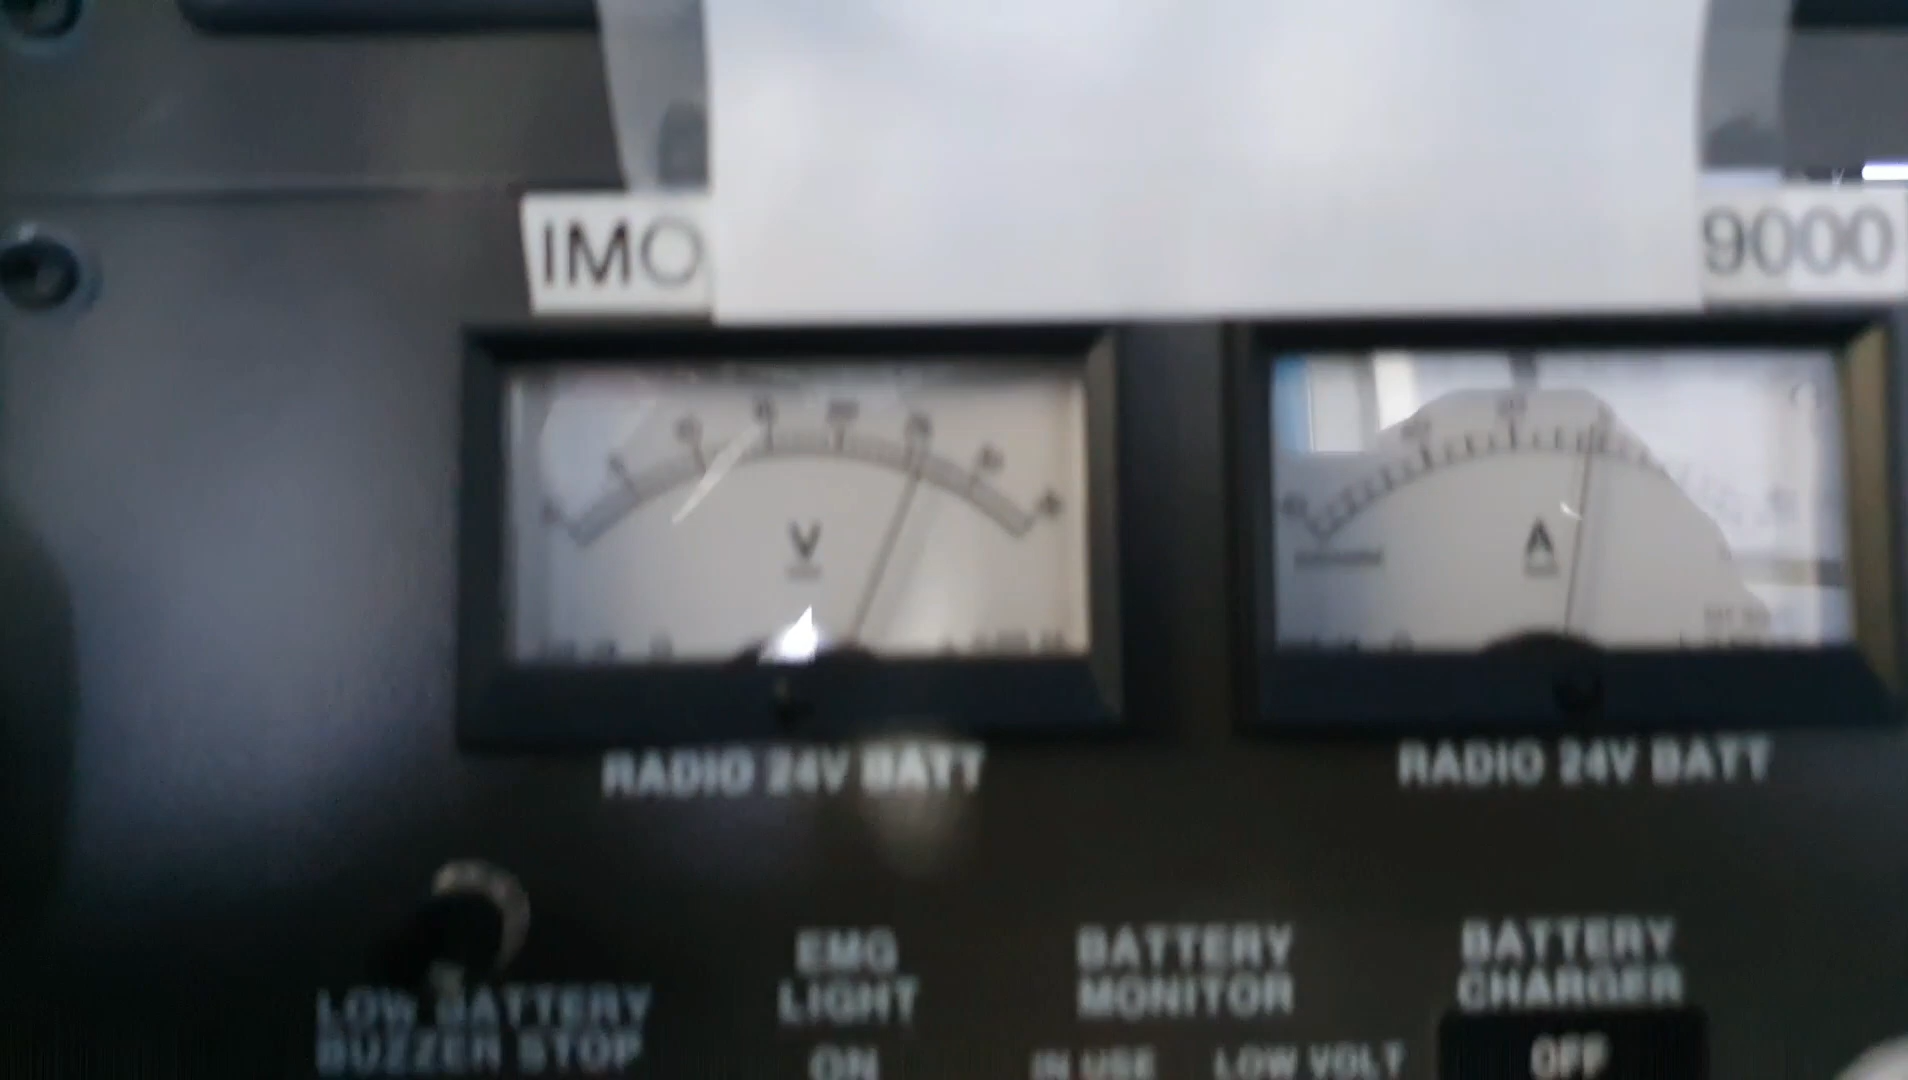 IMO
9000
V
A
RADIO 24V BATT
RADIO 24V BATT
LOW BATTERY
BUZZER STOP
EMG
LIGHT
ON
BATTERY
MONITOR
IN USE
LOW VOLT
BATTERY
CHARGER
OFF